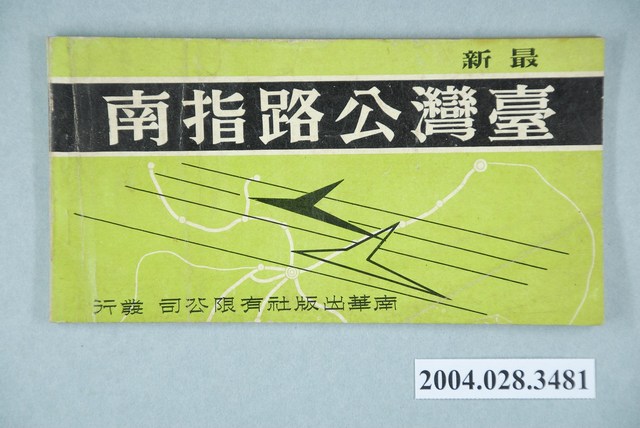 最新
臺灣公路指南
南華出版社有限公司 發行
2004.028.3481